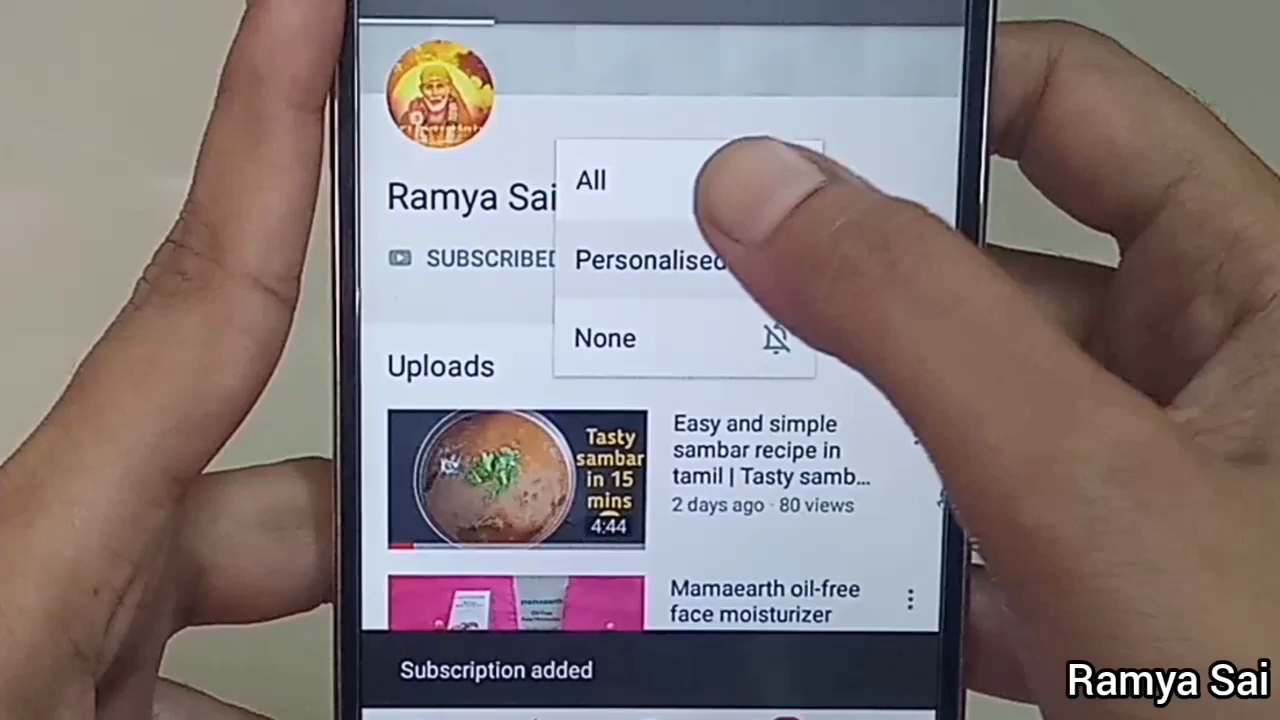 All
Ramya Sai
SUBSCRIBED
Personalised
None
Uploads
Tasty
sambar
in 15
mins
4:44
Easy and simple
sambar recipe in
tamil | Tasty samb...
2 days ago · 80 views
Mamaearth oil-free
face moisturizer
Subscription added
Ramya Sai